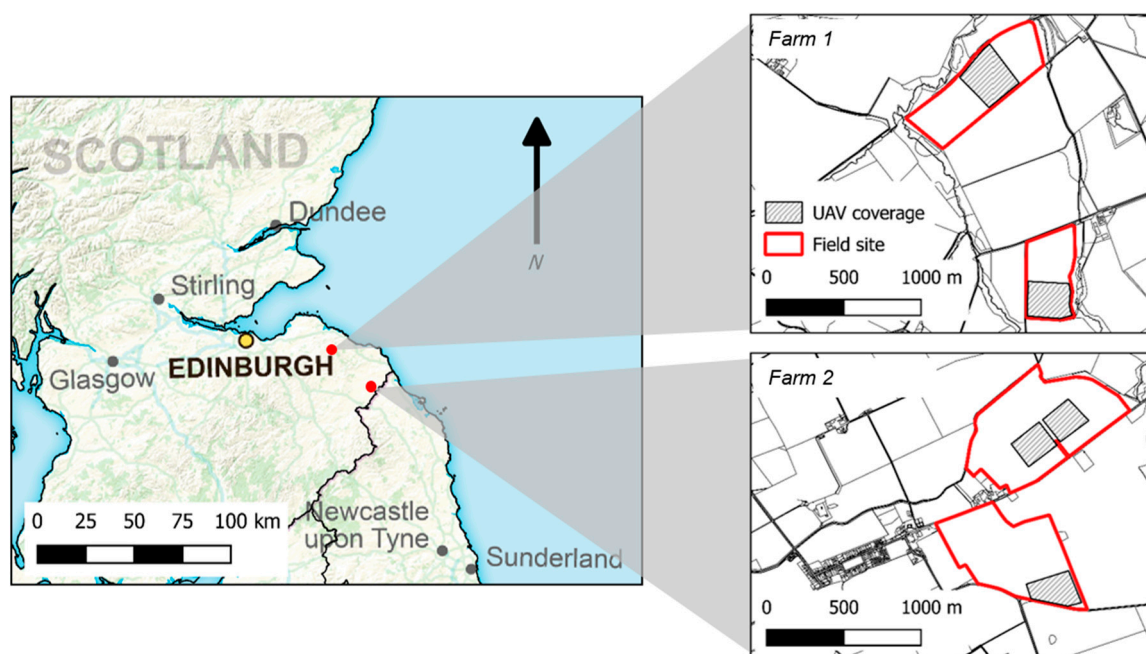 SCOTLAND
Dundee
N
Stirling
EDINBURGH
Glasgow
0 25 50 75 100 km
Newcastle
upon Tyne
Sunderland
Farm 1
UAV coverage
Field site
0 500 1000 m
Farm 2
0 500 1000 m